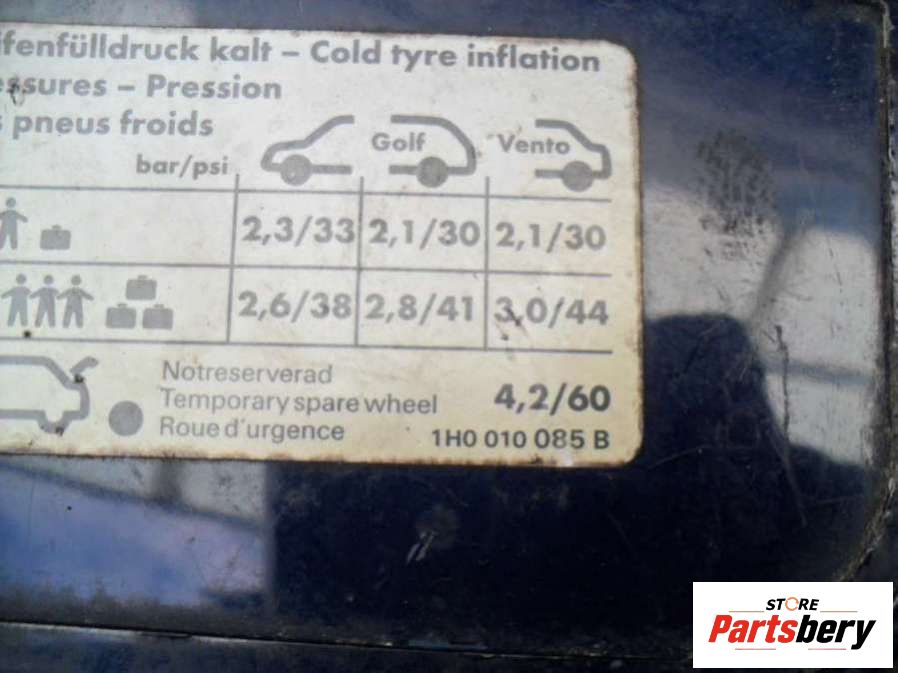 ifenfülldruck kalt – Cold tyre inflation
essures – Pression
s pneus froids
Golf Vento
bar/psi
2,3/33 2,1/30 2,1/30
2,6/38 2,8/41 3,0/44
Notreserverad
Temporary spare wheel 4,2/60
Roue d'urgence 1H0 010 085 B
STORE
Partsbery